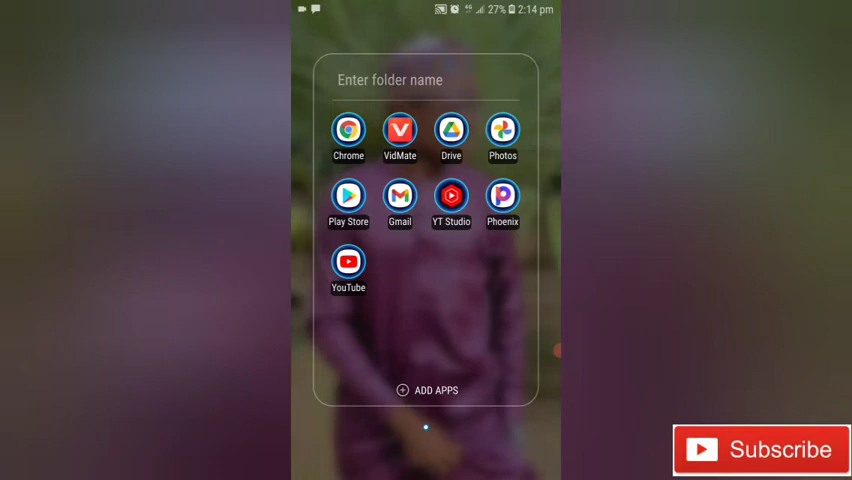 4G 27% 2:14 pm
Enter folder name
Chrome VidMate Drive Photos
Play Store Gmail YT Studio Phoenix
YouTube
ADD APPS
Subscribe